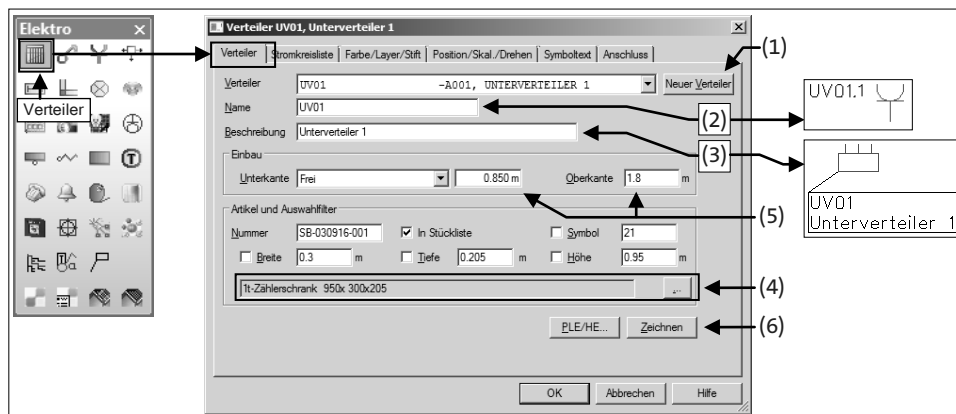 Elektro
Verteiler
Verteiler UV01, Unterverteiler 1
Verteiler
Stromkreisliste
Farbe/Layer/Stift
Position/Skal./Drehen
Symboltext
Anschluss
Verteiler
UV01 -A001, UNTERVERTEILER 1
Neuer Verteiler
Name
UV01
Beschreibung
Unterverteiler 1
Einbau
Unterkante
Frei
0.850 m
Oberkante
1.8
m
Artikel und Auswahlfilter
Nummer
SB-030916-001
In Stückliste
Symbol
21
Breite
0.3
m
Tiefe
0.205
m
Höhe
0.95
m
1t-Zählerschrank 950x 300x205
...
PLE/HE...
Zeichnen
OK
Abbrechen
Hilfe
(1)
(2)
(3)
(5)
(4)
(6)
UV01.1
UV01
Unterverteiler 1